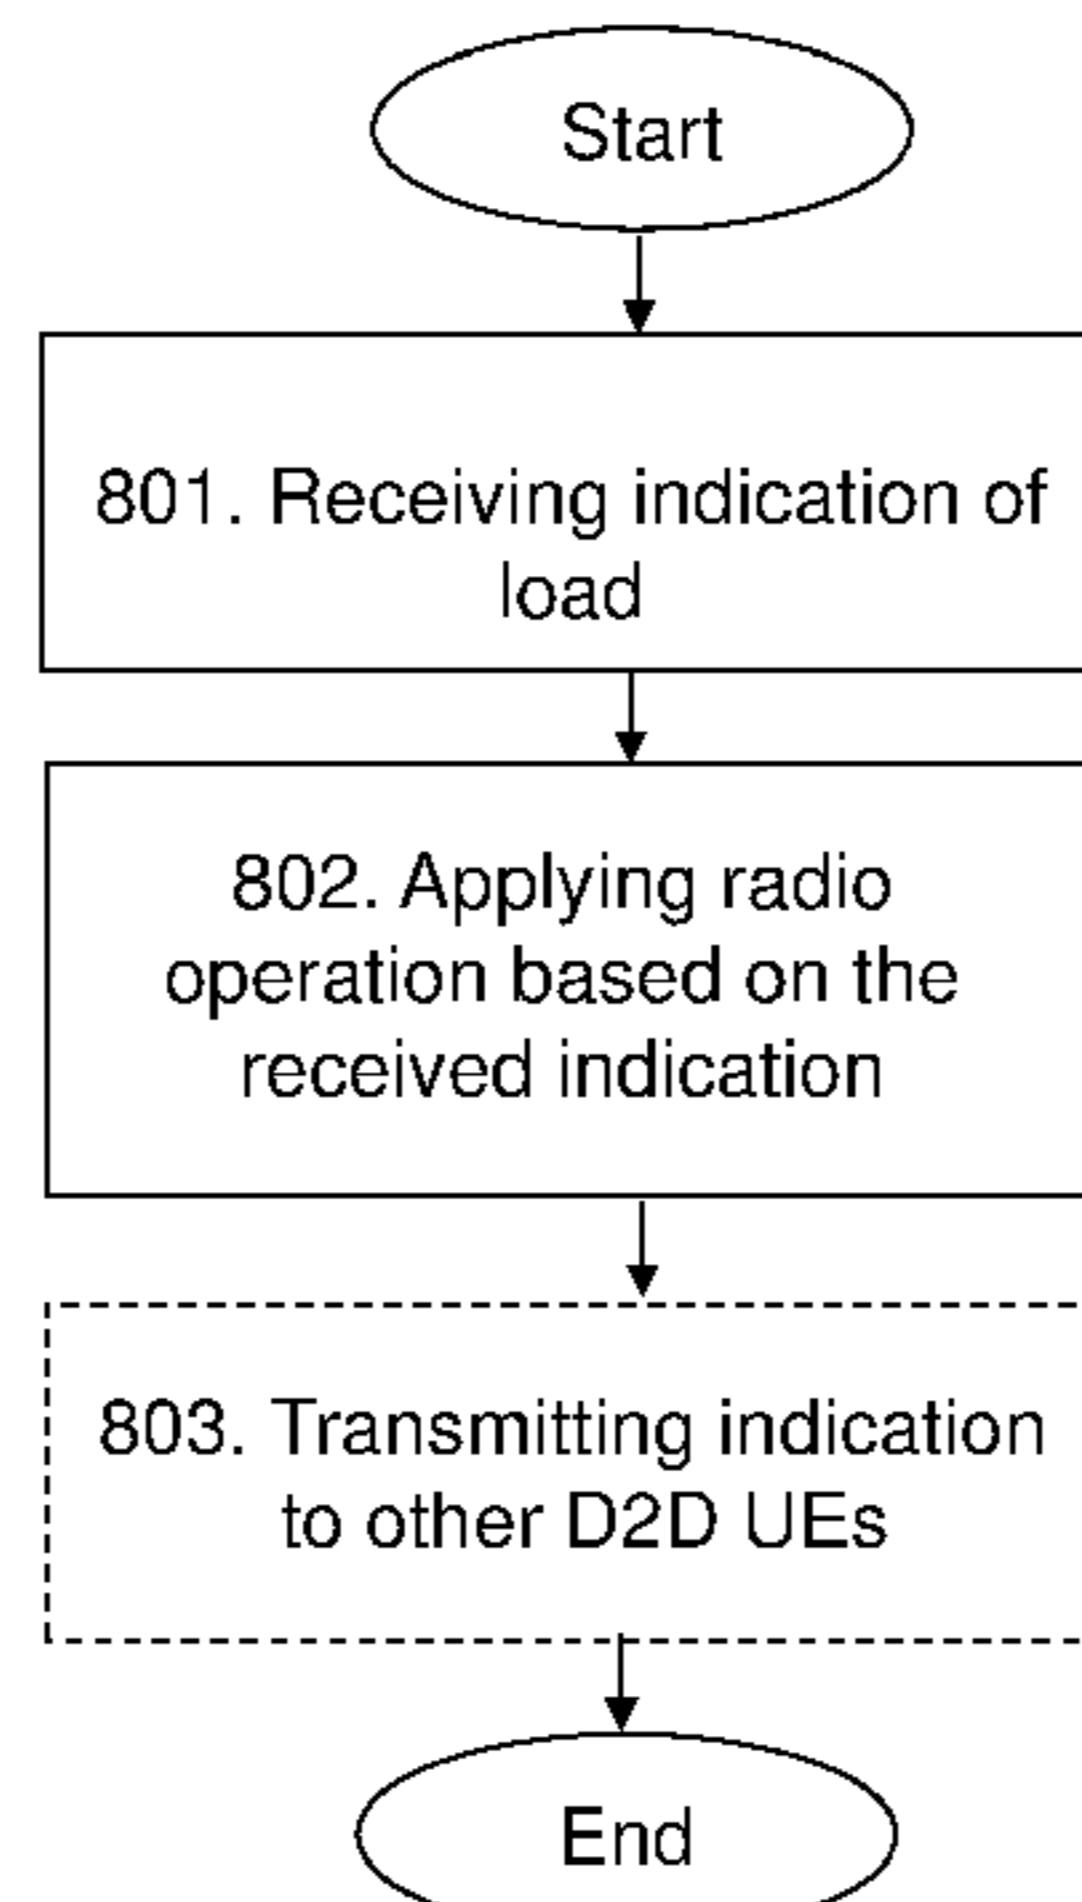 Start
801. Receiving indication of
load
802. Applying radio
operation based on the
received indication
803. Transmitting indication
to other D2D UEs
End